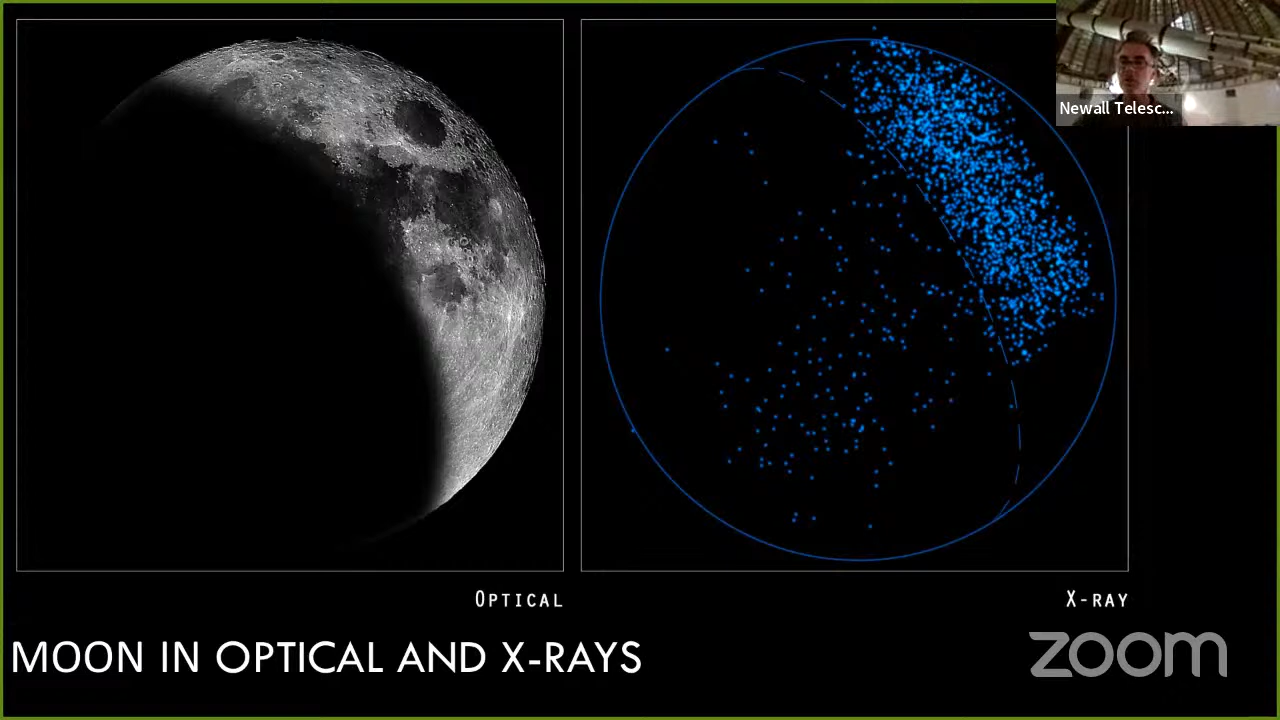 Newall Telesc...
OPTICAL
X-RAY
MOON IN OPTICAL AND X-RAYS
zoom